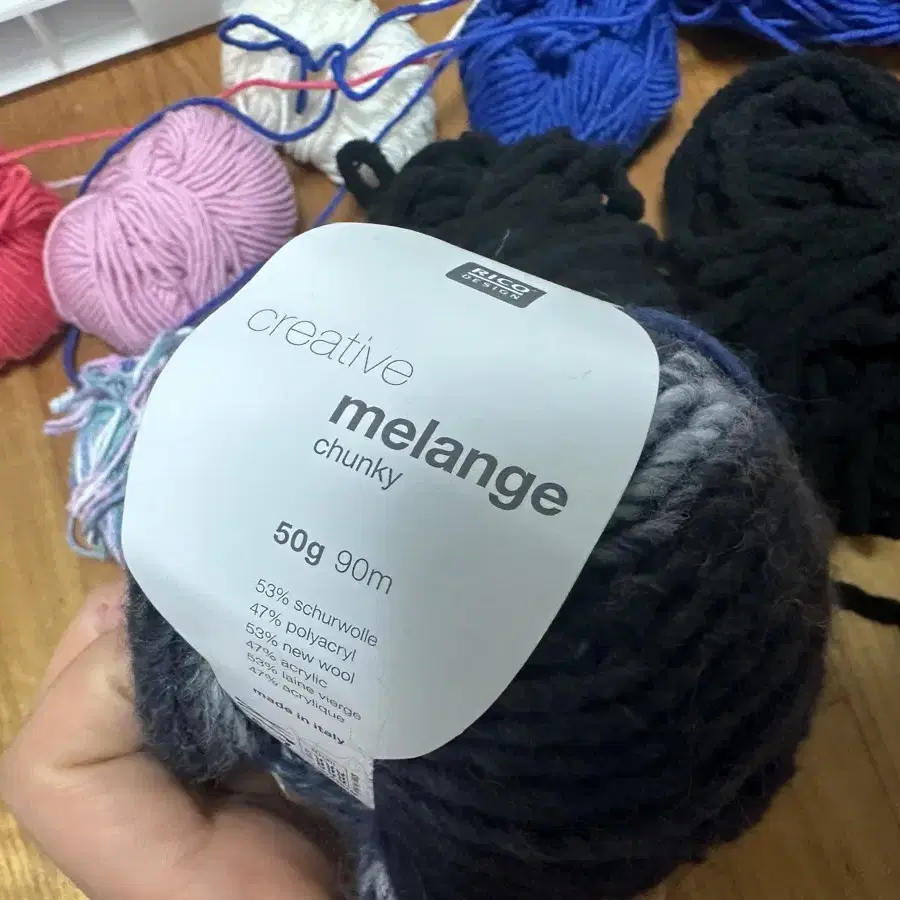 RICO
DESIGN
creative
melange
chunky
50g 90m
53% schurwolle
47% polyacryl
53% new wool
47% acrylic
53% laine vierge
47% acrylique
made in italy